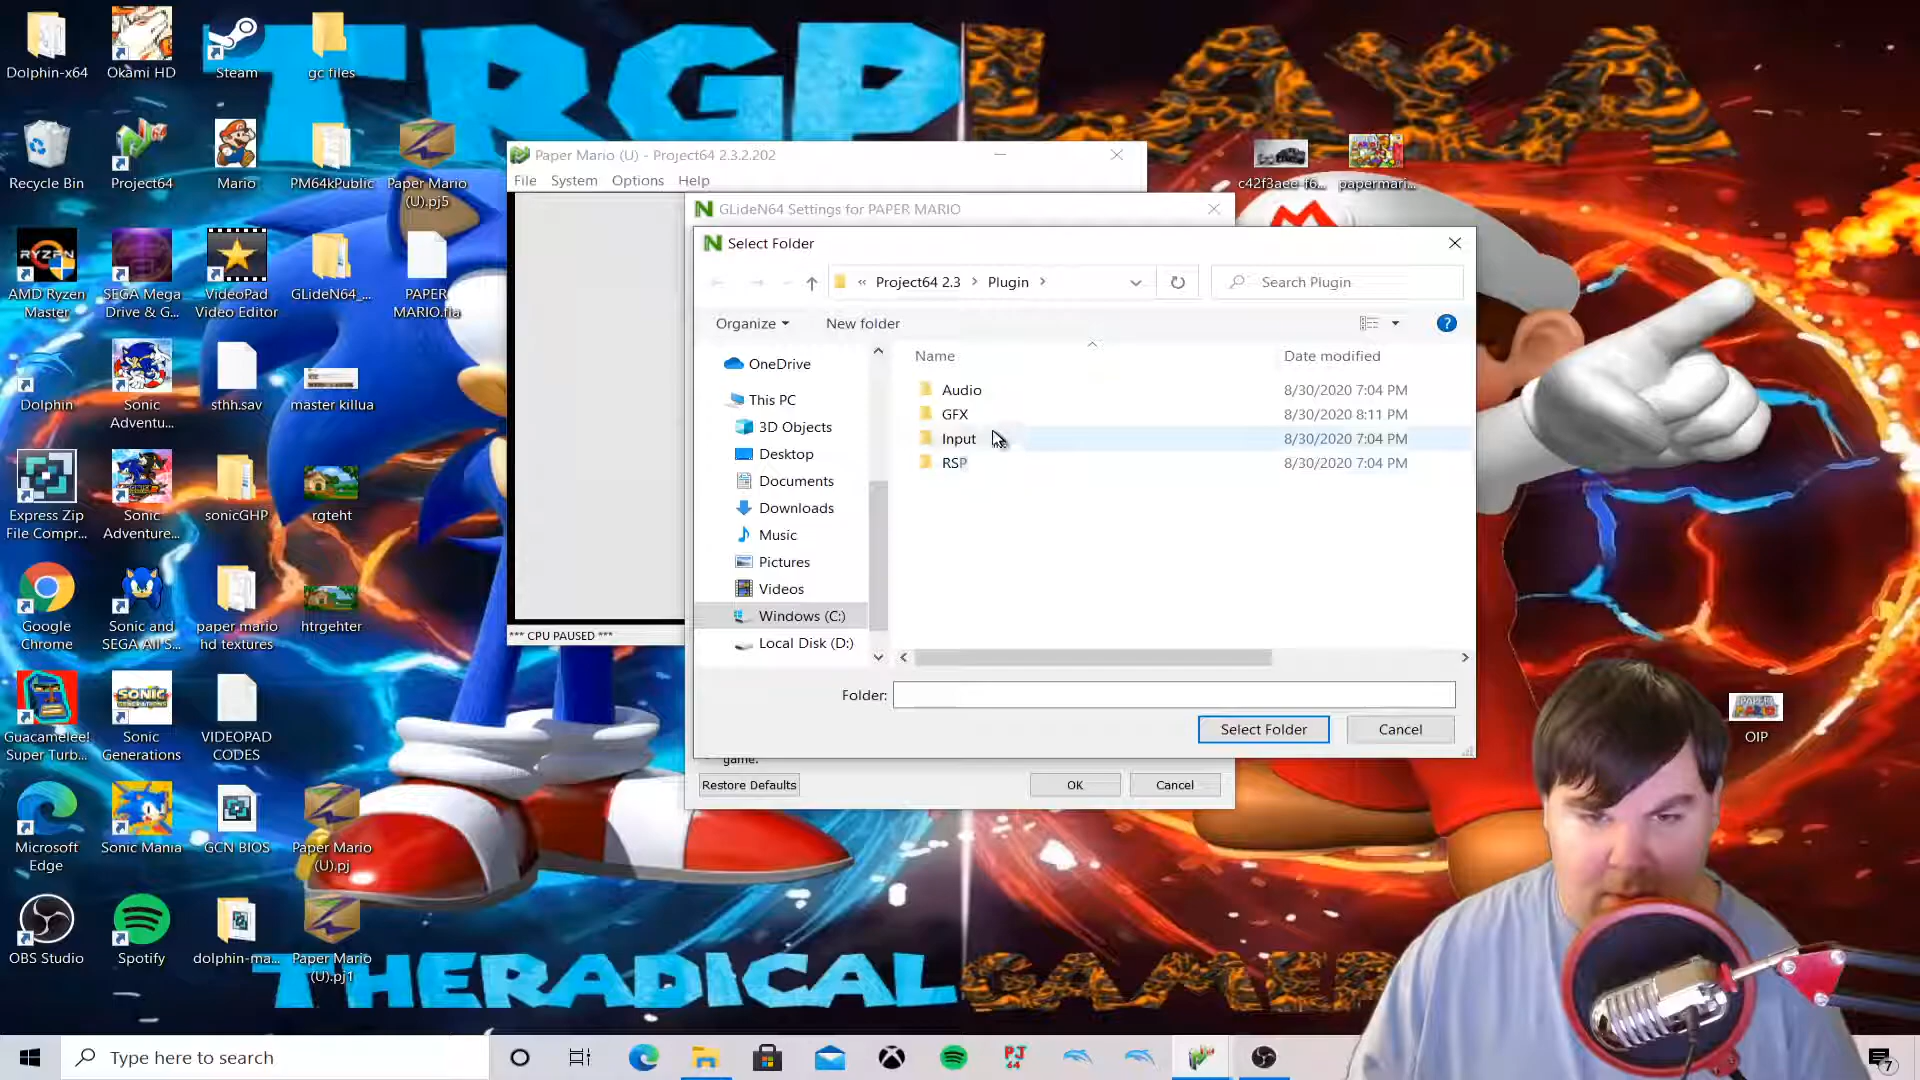 TRGPLAYA
Dolphin-x64
Okami HD
Steam
gc files
Recycle Bin
Project64
Mario
PM64kPublic
Paper Mario
(U).pj5
AMD Ryzen
Master
RYZEN
SEGA Mega
Drive & G...
VideoPad
Video Editor
GLideN64_...
PAPER
MARIO.fla
Dolphin
Sonic
Adventu...
sthh.sav
master killua
Express Zip
File Compr...
Sonic
Adventure...
sonicGHP
rgteht
Google
Chrome
Sonic and
SEGA All S...
paper mario
hd textures
htrgehter
Guacamelee!
Super Turb...
SONIC
Sonic
Generations
VIDEOPAD
CODES
Microsoft
Edge
Sonic Mania
GCN BIOS
Paper Mario
(U).pj
OBS Studio
Spotify
dolphin-ma...
Paper Mario
(U).pj1
c42f3aee-f6...
papermari...
OIP
THERADICAL GAMER
Paper Mario (U) - Project64 2.3.2.202
File System Options Help
*** CPU PAUSED ***
GLideN64 Settings for PAPER MARIO
Select Folder
« Project64 2.3 > Plugin >
Search Plugin
Organize
New folder
?
Name
Date modified
OneDrive
This PC
3D Objects
Desktop
Documents
Downloads
Music
Pictures
Videos
Windows (C:)
Local Disk (D:)
Audio 8/30/2020 7:04 PM
GFX 8/30/2020 8:11 PM
Input 8/30/2020 7:04 PM
RSP 8/30/2020 7:04 PM
Folder:
Select Folder
Cancel
game.
Restore Defaults
OK
Cancel
Type here to search
PJ
64
7